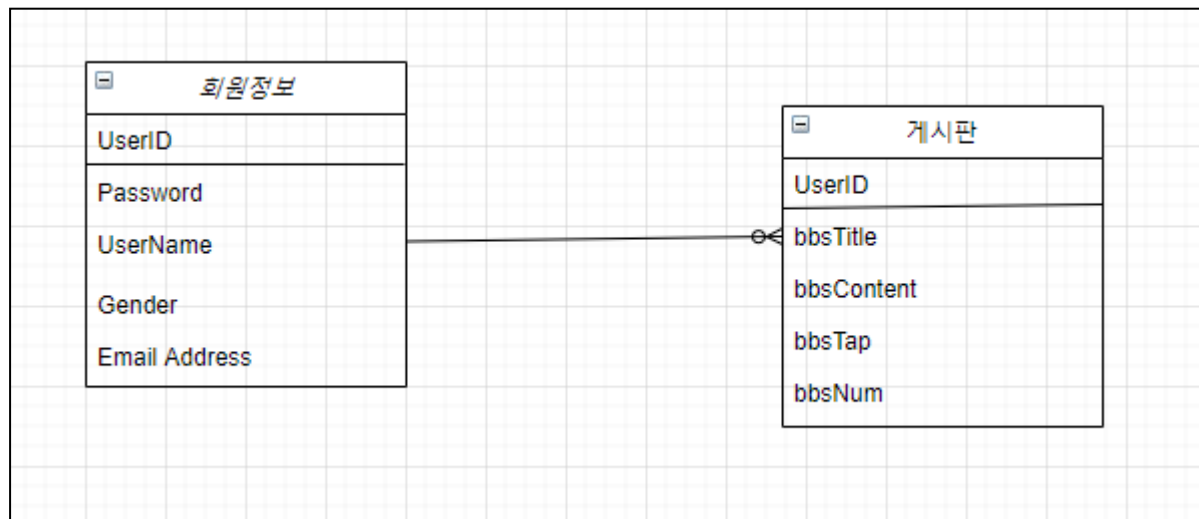 회원정보
UserID
Password
UserName
Gender
Email Address
게시판
UserID
bbsTitle
bbsContent
bbsTap
bbsNum